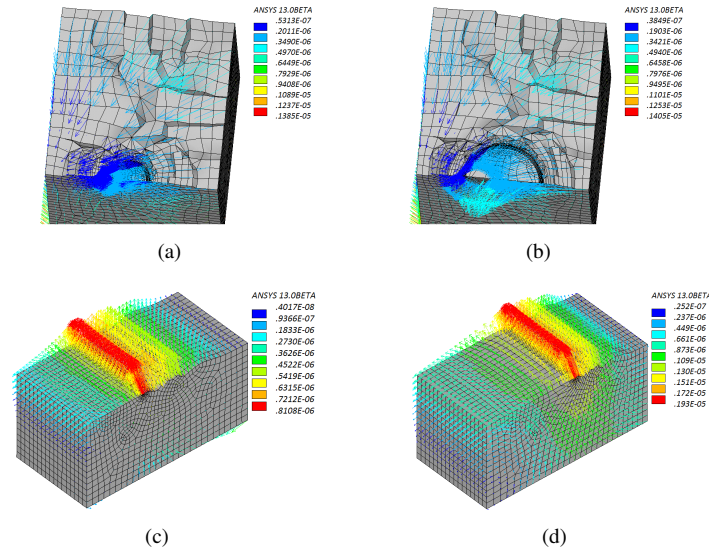 ANSYS 13.0BETA
.5313E-07
.2011E-06
.3490E-06
.4970E-06
.6449E-06
.7929E-06
.9408E-06
.1089E-05
.1237E-05
.1385E-05
(a)
ANSYS 13.0BETA
.3849E-07
.1903E-06
.3421E-06
.4940E-06
.6458E-06
.7976E-06
.9495E-06
.1101E-05
.1253E-05
.1405E-05
(b)
ANSYS 13.0BETA
.4017E-08
.9366E-07
.1833E-06
.2730E-06
.3626E-06
.4522E-06
.5419E-06
.6315E-06
.7212E-06
.8108E-06
(c)
ANSYS 13.0BETA
.252E-07
.237E-06
.449E-06
.661E-06
.873E-06
.109E-05
.130E-05
.151E-05
.172E-05
.193E-05
(d)